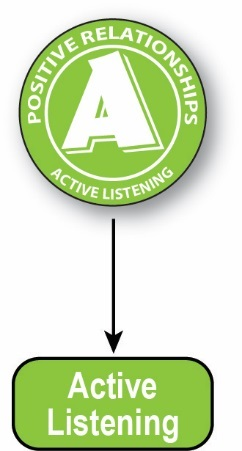 POSITIVE RELATIONSHIPS
A
ACTIVE LISTENING
Active
Listening